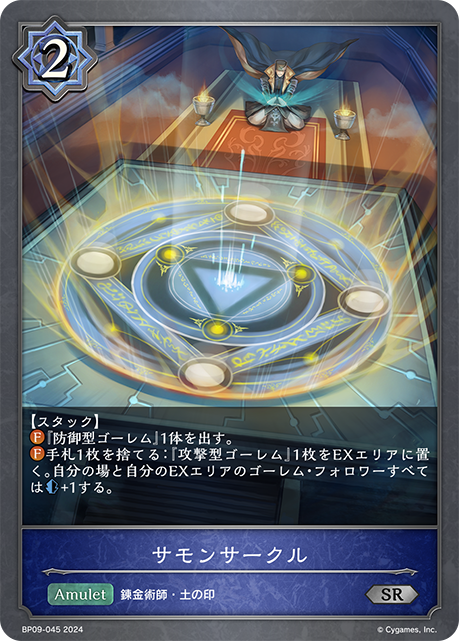 2
【スタック】
F『防御型ゴーレム』1体を出す。
F手札1枚を捨てる:『攻撃型ゴーレム』1枚をEXエリアに置
く。自分の場と自分のEXエリアのゴーレム・フォロワーすべて
は+1する。
サモンサークル
Amulet 錬金術師・土の印
SR
BP09-045 2024
© Cygames, Inc.